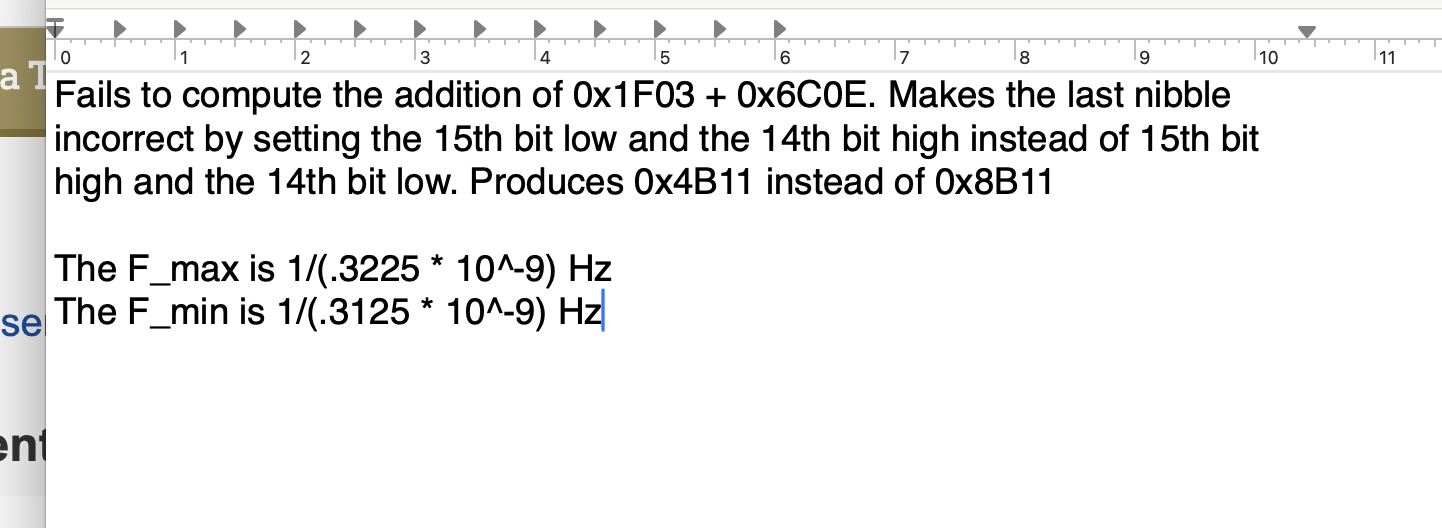 0 1 2 3 4 5 6 7 8 9 10 11
a T
Fails to compute the addition of 0x1F03 + 0x6C0E. Makes the last nibble
incorrect by setting the 15th bit low and the 14th bit high instead of 15th bit
high and the 14th bit low. Produces 0x4B11 instead of 0x8B11
The F_max is 1/(.3225 * 10^-9) Hz
se
The F_min is 1/(.3125 * 10^-9) Hz
ent